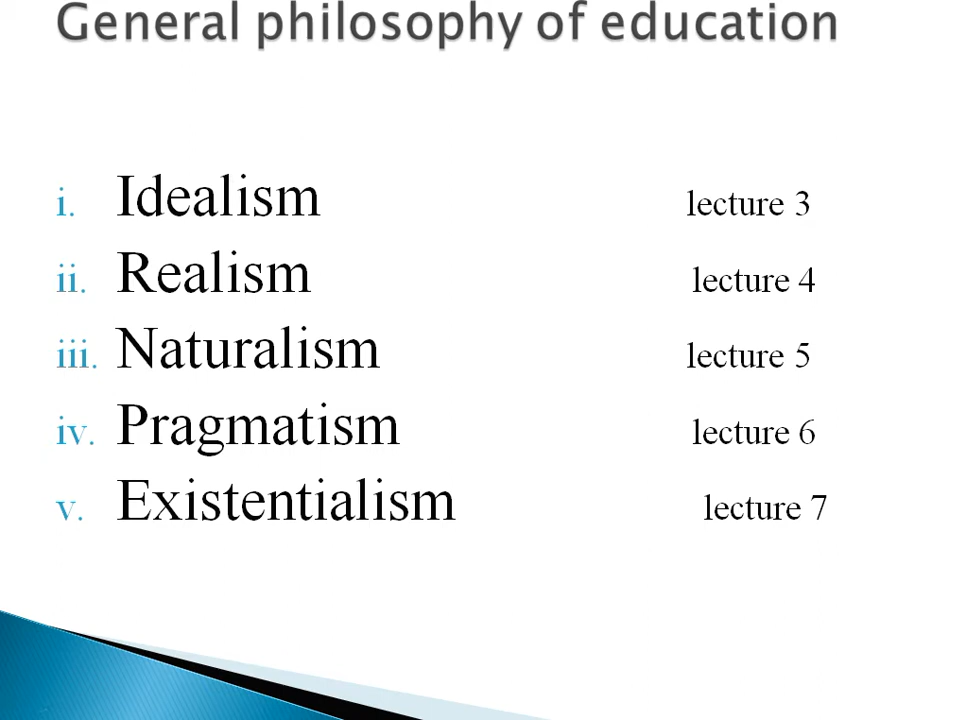 General philosophy of education
i. Idealism lecture 3
ii. Realism lecture 4
iii. Naturalism lecture 5
iv. Pragmatism lecture 6
v. Existentialism lecture 7